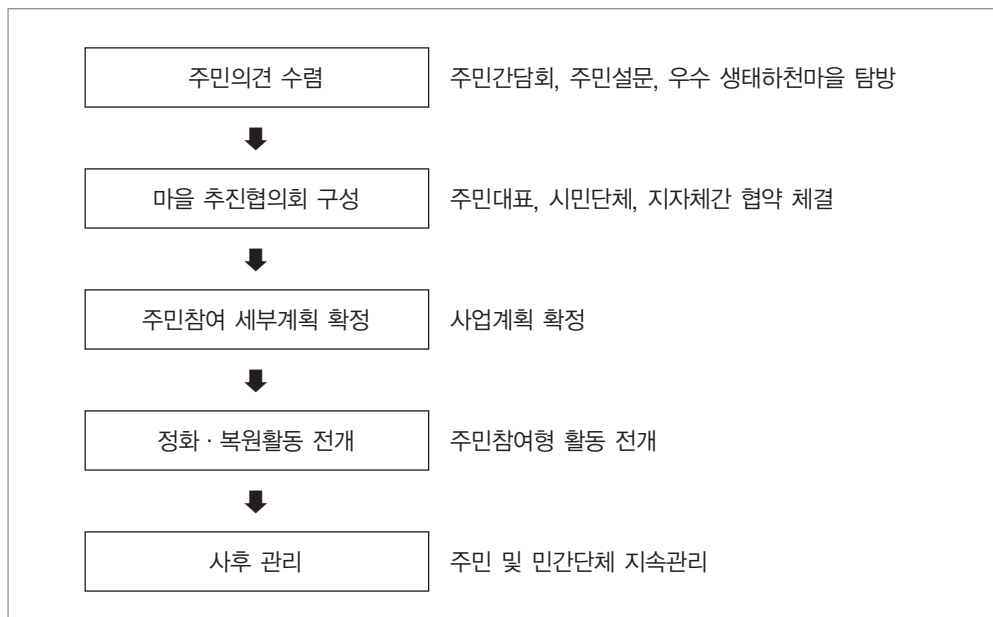 주민의견 수렴 주민간담회, 주민설문, 우수 생태하천마을 탐방
마을 추진협의회 구성 주민대표, 시민단체, 지자체간 협약 체결
주민참여 세부계획 확정 사업계획 확정
정화 · 복원활동 전개 주민참여형 활동 전개
사후 관리 주민 및 민간단체 지속관리